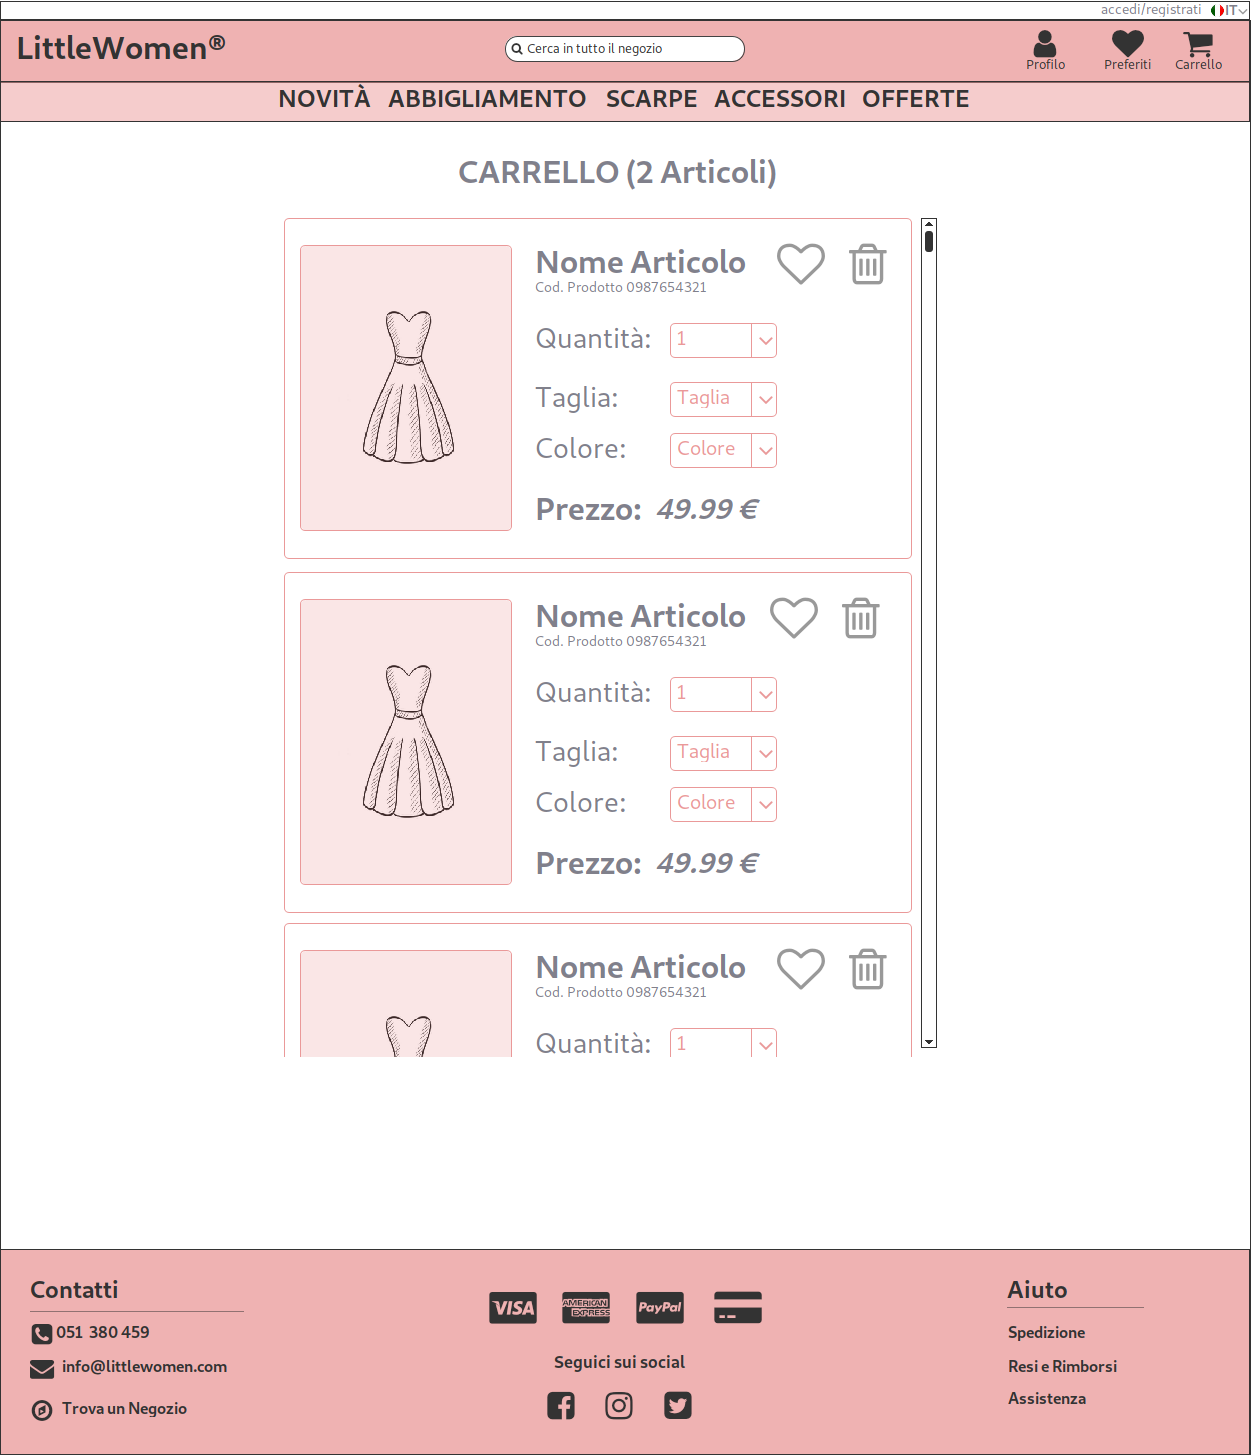 accedi/registrati IT
LittleWomen®
Cerca in tutto il negozio
Profilo Preferiti Carrello
NOVITÀ ABBIGLIAMENTO SCARPE ACCESSORI OFFERTE
CARRELLO (2 Articoli)
Nome Articolo
Cod. Prodotto 0987654321
Quantità: 1
Taglia: Taglia
Colore: Colore
Prezzo: 49.99 €
Nome Articolo
Cod. Prodotto 0987654321
Quantità: 1
Taglia: Taglia
Colore: Colore
Prezzo: 49.99 €
Nome Articolo
Cod. Prodotto 0987654321
Quantità: 1
Contatti
051 380 459
info@littlewomen.com
Trova un Negozio
VISA AMERICAN EXPRESS PayPal
Seguici sui social
Aiuto
Spedizione
Resi e Rimborsi
Assistenza